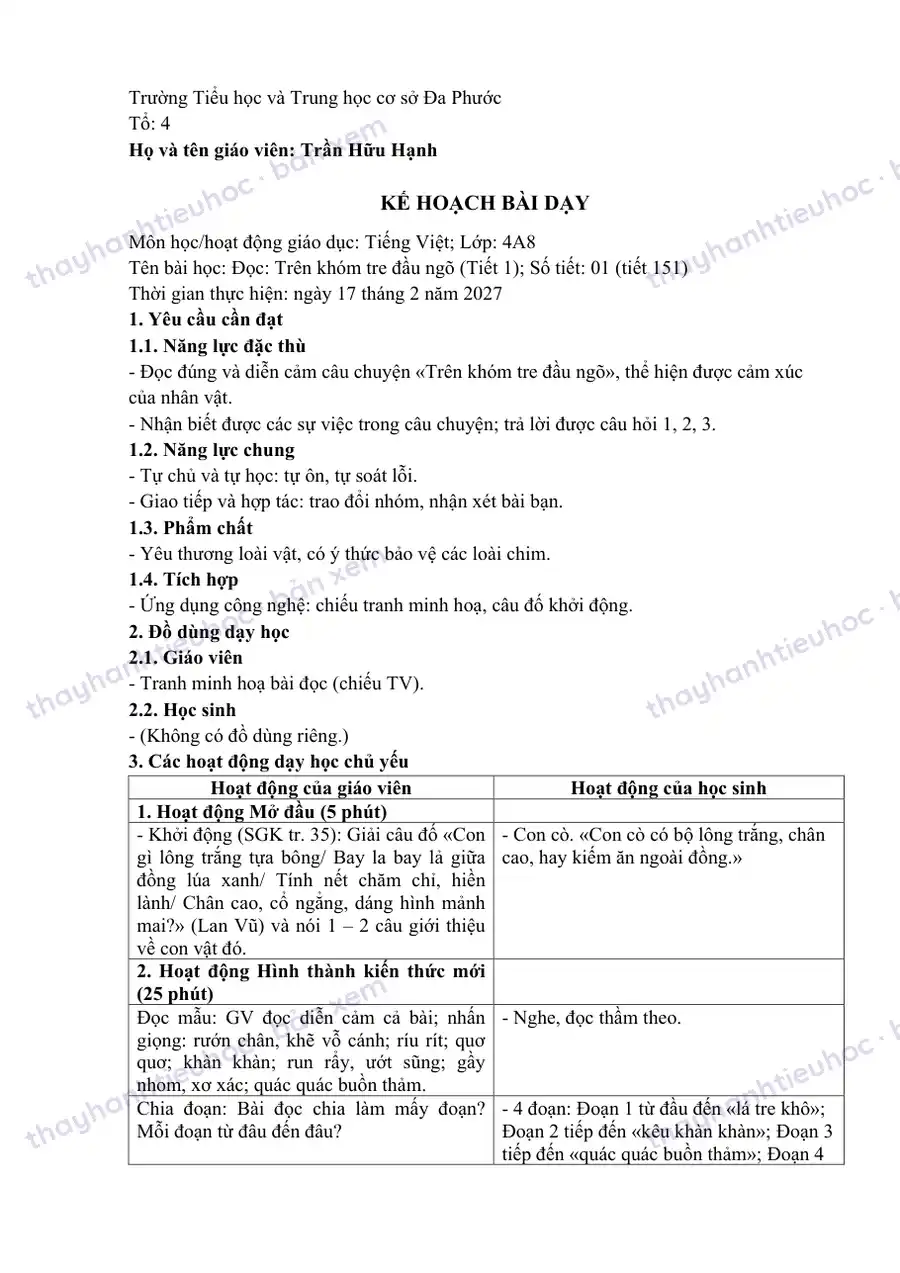 Trường Tiểu học và Trung học cơ sở Đa Phước
Tổ: 4
Họ và tên giáo viên: Trần Hữu Hạnh
KẾ HOẠCH BÀI DẠY
Môn học/hoạt động giáo dục: Tiếng Việt; Lớp: 4A8
Tên bài học: Đọc: Trên khóm tre đầu ngõ (Tiết 1); Số tiết: 01 (tiết 151)
Thời gian thực hiện: ngày 17 tháng 2 năm 2027
1. Yêu cầu cần đạt
1.1. Năng lực đặc thù
- Đọc đúng và diễn cảm câu chuyện «Trên khóm tre đầu ngõ», thể hiện được cảm xúc
của nhân vật.
- Nhận biết được các sự việc trong câu chuyện; trả lời được câu hỏi 1, 2, 3.
1.2. Năng lực chung
- Tự chủ và tự học: tự ôn, tự soát lỗi.
- Giao tiếp và hợp tác: trao đổi nhóm, nhận xét bài bạn.
1.3. Phẩm chất
- Yêu thương loài vật, có ý thức bảo vệ các loài chim.
1.4. Tích hợp
- Ứng dụng công nghệ: chiếu tranh minh hoạ, câu đố khởi động.
2. Đồ dùng dạy học
2.1. Giáo viên
- Tranh minh hoạ bài đọc (chiếu TV).
2.2. Học sinh
- (Không có đồ dùng riêng.)
3. Các hoạt động dạy học chủ yếu
Hoạt động của giáo viên
Hoạt động của học sinh
1. Hoạt động Mở đầu (5 phút)
- Khởi động (SGK tr. 35): Giải câu đố «Con
gì lông trắng tựa bông/ Bay la bay lả giữa
đồng lúa xanh/ Tính nết chăm chỉ, hiền
lành/ Chân cao, cổ ngẳng, dáng hình mảnh
mai?» (Lan Vũ) và nói 1 – 2 câu giới thiệu
về con vật đó.
- Con cò. «Con cò có bộ lông trắng, chân
cao, hay kiếm ăn ngoài đồng.»
2. Hoạt động Hình thành kiến thức mới
(25 phút)
Đọc mẫu: GV đọc diễn cảm cả bài; nhấn
giọng: rướn chân, khẽ vỗ cánh; ríu rít; quơ
quơ; khàn khàn; run rẩy, ướt sũng; gầy
nhom, xơ xác; quác quác buồn thảm.
- Nghe, đọc thầm theo.
Chia đoạn: Bài đọc chia làm mấy đoạn?
Mỗi đoạn từ đâu đến đâu?
- 4 đoạn: Đoạn 1 từ đầu đến «lá tre khô»;
Đoạn 2 tiếp đến «kêu khàn khàn»; Đoạn 3
tiếp đến «quác quác buồn thảm»; Đoạn 4
thayhanhtieuhoc · bản xem
thayhanhtieuhoc · b
thayhanhtieuhoc · bản xem
thayhanhtieuhoc · b
thayhanhtieuhoc · bản xem
thayhanhtieuhoc · b